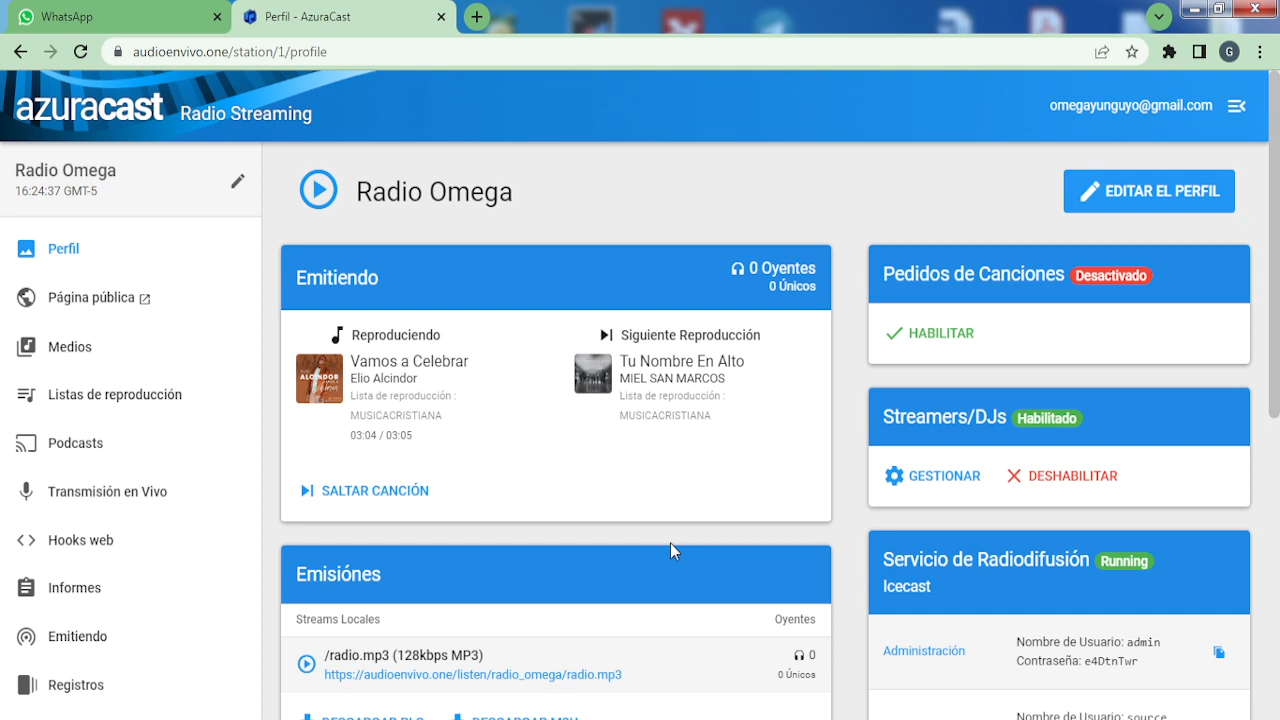 WhatsApp
Perfil - AzuraCast
audioenvivo.one/station/1/profile
G
azuracast Radio Streaming
omegayunguyo@gmail.com
Radio Omega
16:24:37 GMT-5
Perfil
Página pública
Medios
Listas de reproducción
Podcasts
Transmisión en Vivo
Hooks web
Informes
Emitiendo
Registros
Radio Omega
EDITAR EL PERFIL
Emitiendo
0 Oyentes
0 Únicos
Reproduciendo
Vamos a Celebrar
Elio Alcindor
Lista de reproducción :
MUSICACRISTIANA
03:04 / 03:05
Siguiente Reproducción
Tu Nombre En Alto
MIEL SAN MARCOS
Lista de reproducción :
MUSICACRISTIANA
SALTAR CANCIÓN
Emisiónes
Streams Locales
Oyentes
/radio.mp3 (128kbps MP3)
https://audioenvivo.one/listen/radio_omega/radio.mp3
0
0 Únicos
Pedidos de Canciones Desactivado
HABILITAR
Streamers/DJs Habilitado
GESTIONAR
DESHABILITAR
Servicio de Radiodifusión Running
Icecast
Administración
Nombre de Usuario: admin
Contraseña: e4DtnTwr
Nombre de Usuario: source